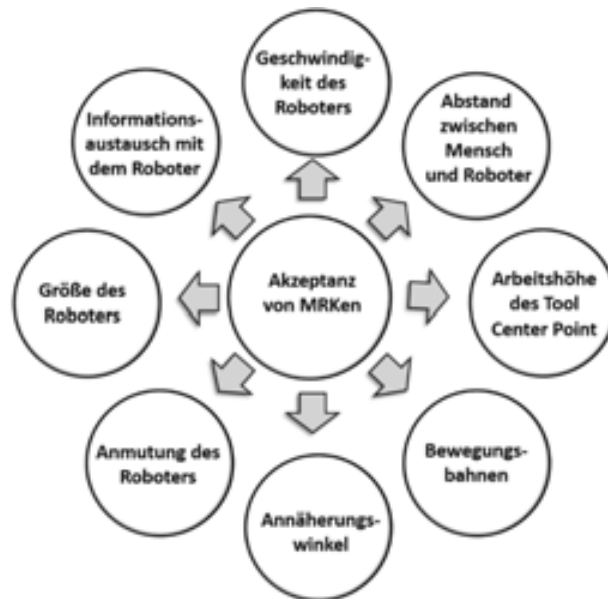 Geschwindig-
keit des
Roboters
Abstand
zwischen
Mensch
und Roboter
Arbeitshöhe
des Tool
Center Point
Bewegungs-
bahnen
Annäherungs-
winkel
Anmutung des
Roboters
Größe des
Roboters
Informations-
austausch mit
dem Roboter
Akzeptanz
von MRKen